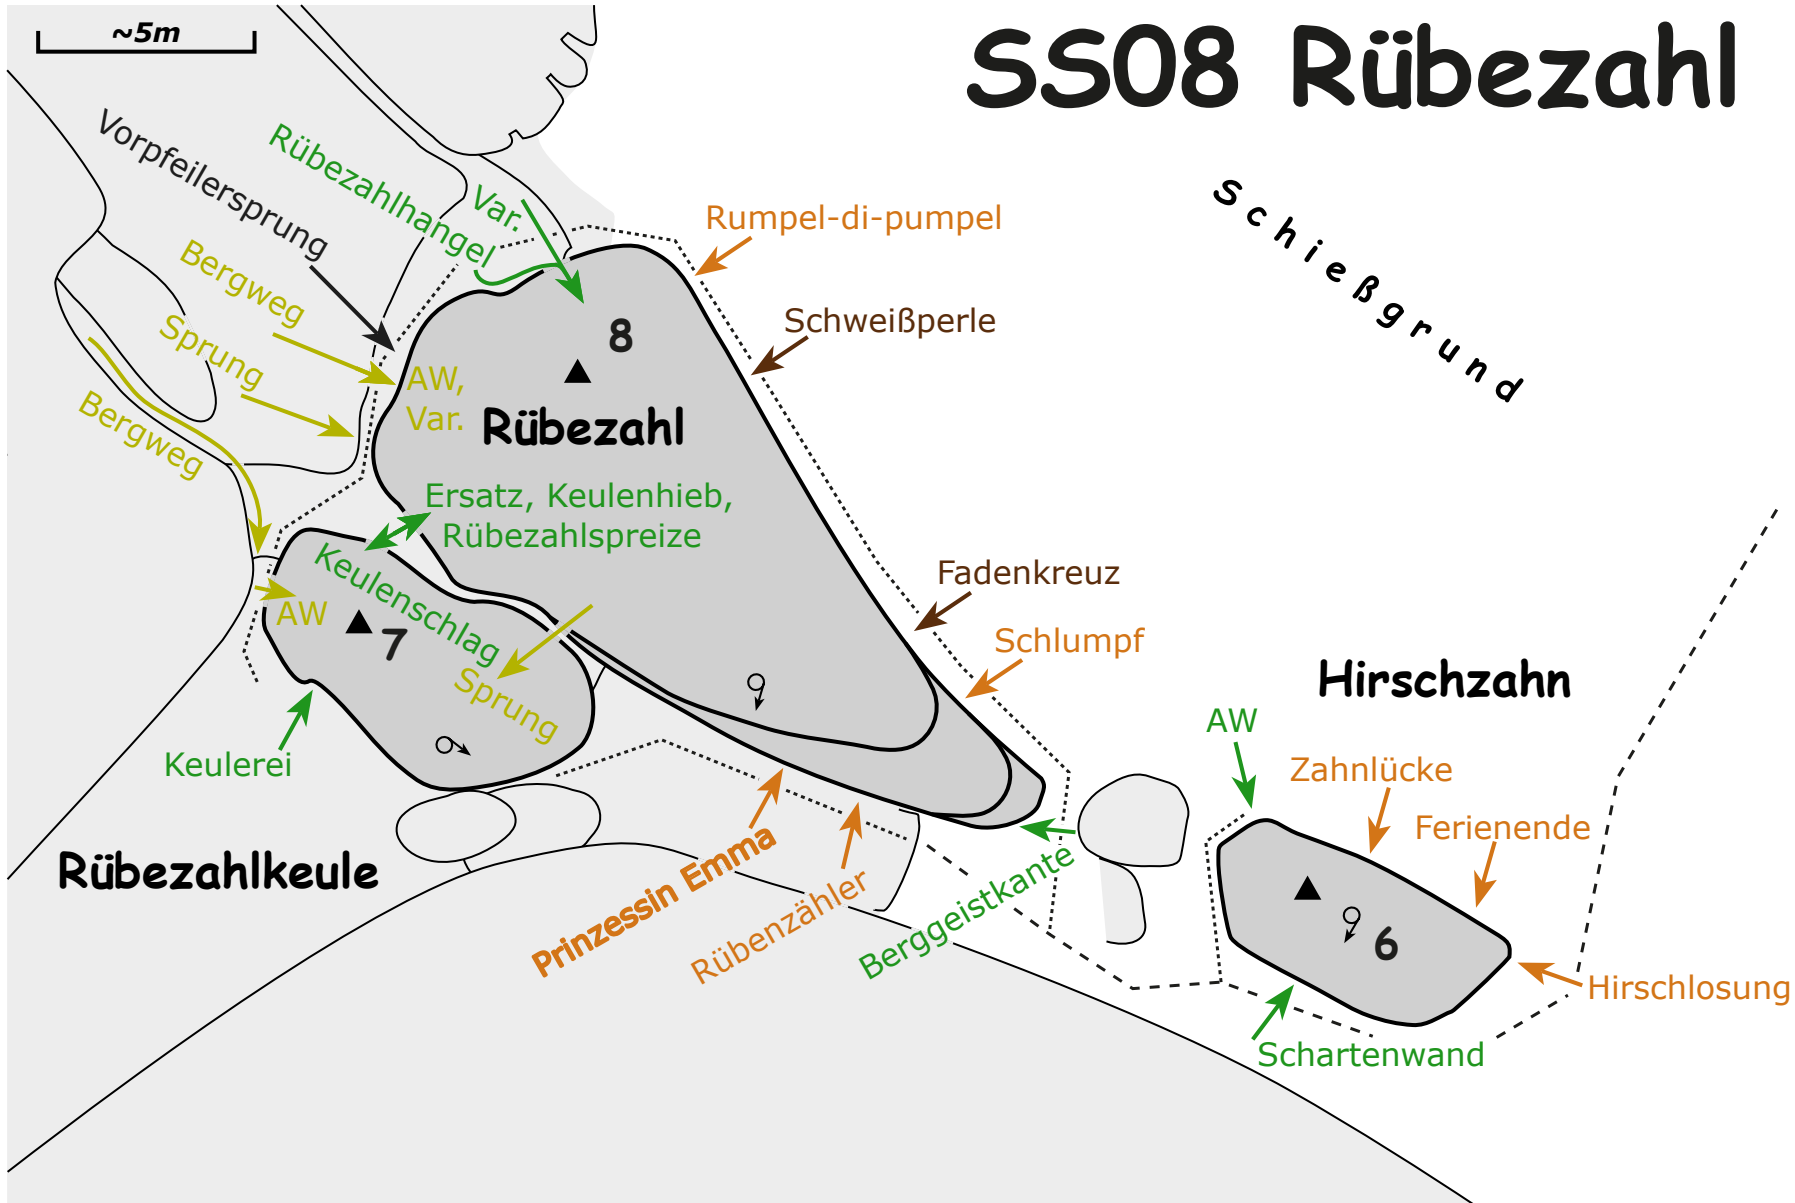 ~5m
SS08 Rübezahl
Vorpfeilersprung
Rübezahlhangel
Var.
Rumpel-di-pumpel
Schießgrund
Bergweg
Sprung
Bergweg
Schweißperle
8
AW,
Var.
Rübezahl
Ersatz, Keulenhieb,
Rübezahlspreize
Keulenschlag
AW
7
Sprung
Fadenkreuz
Schlumpf
Hirschzahn
AW
Keulerei
Zahnlücke
Ferienende
Rübezahlkeule
Prinzessin Emma
Rübenzähler
Berggeistkante
6
Hirschlosung
Schartenwand